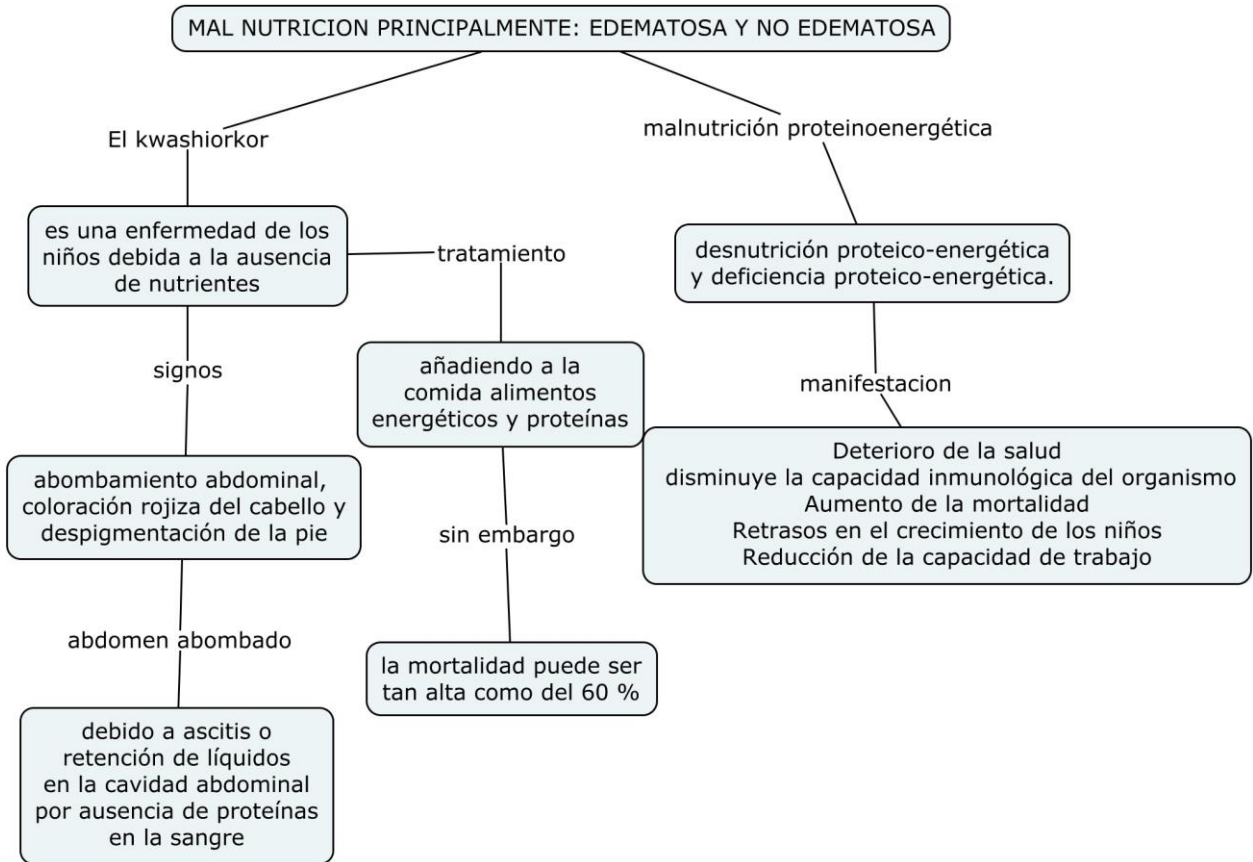 MAL NUTRICION PRINCIPALMENTE: EDEMATOSA Y NO EDEMATOSA
El kwashiorkor
malnutrición proteinoenergética
es una enfermedad de los
niños debida a la ausencia
de nutrientes
tratamiento
desnutrición proteico-energética
y deficiencia proteico-energética.
signos
añadiendo a la
comida alimentos
energéticos y proteínas
manifestacion
abombamiento abdominal,
coloración rojiza del cabello y
despigmentación de la pie
sin embargo
Deterioro de la salud
disminuye la capacidad inmunológica del organismo
Aumento de la mortalidad
Retrasos en el crecimiento de los niños
Reducción de la capacidad de trabajo
abdomen abombado
la mortalidad puede ser
tan alta como del 60 %
debido a ascitis o
retención de líquidos
en la cavidad abdominal
por ausencia de proteínas
en la sangre